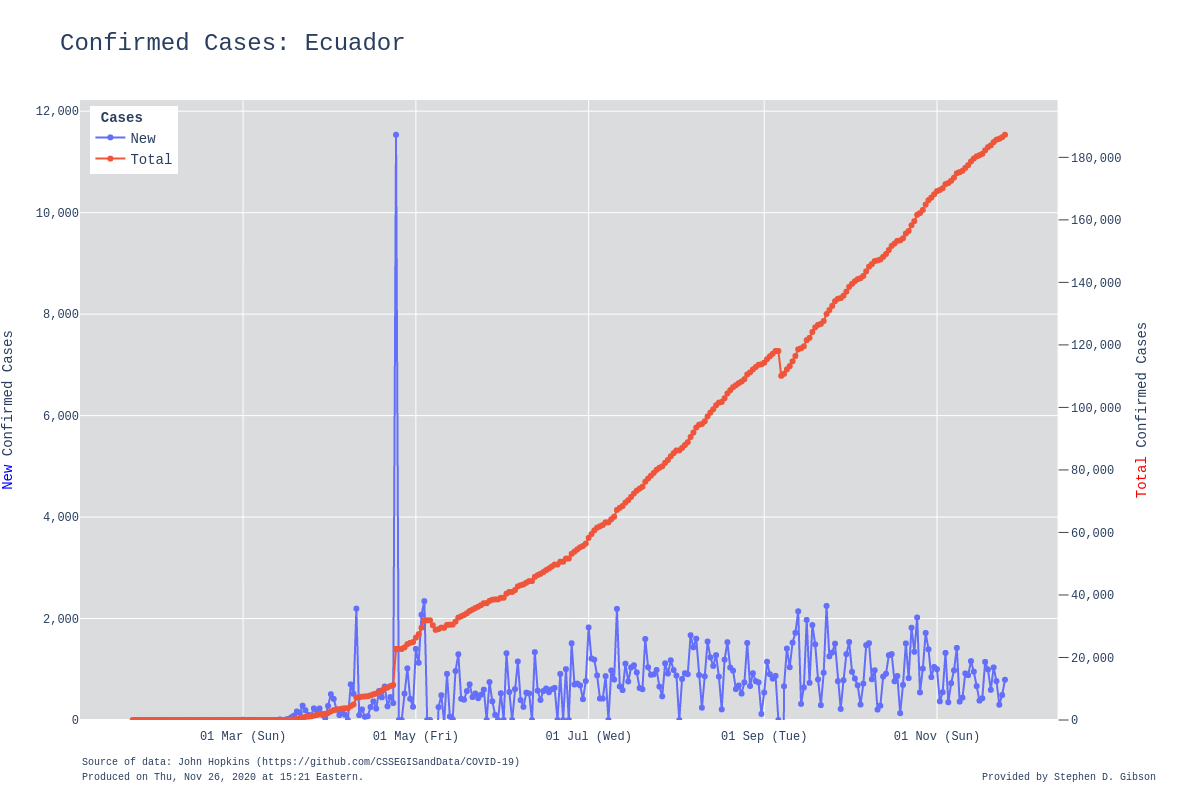 Confirmed Cases: Ecuador
Cases
New
Total
12,000
10,000
8,000
6,000
4,000
2,000
0
New Confirmed Cases
180,000
160,000
140,000
120,000
100,000
80,000
60,000
40,000
20,000
0
Total Confirmed Cases
01 Mar (Sun) 01 May (Fri) 01 Jul (Wed) 01 Sep (Tue) 01 Nov (Sun)
Source of data: John Hopkins (https://github.com/CSSEGISandData/COVID-19)
Produced on Thu, Nov 26, 2020 at 15:21 Eastern.
Provided by Stephen D. Gibson